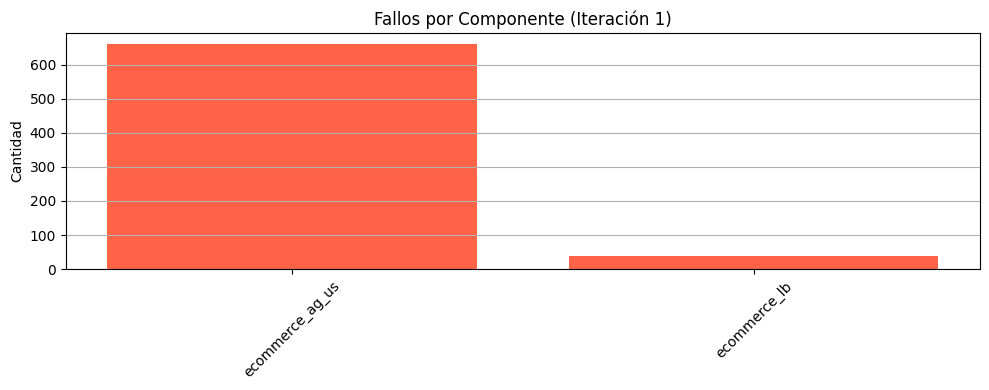 Fallos por Componente (Iteración 1)
Cantidad
600
500
400
300
200
100
0
ecommerce_ag_us
ecommerce_lb